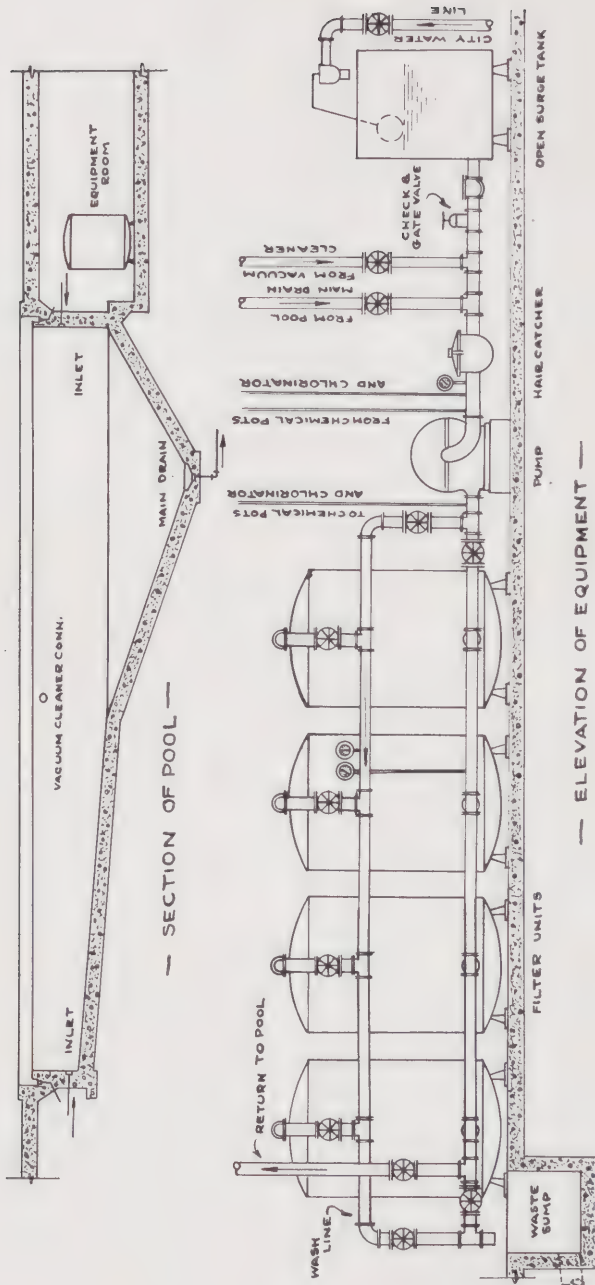 VACUUM CLEANER CONN.
INLET
INLET
EQUIPMENT
ROOM
MAIN DRAIN
— SECTION OF POOL —
RETURN TO POOL
WASH
LINE
TO CHEMICAL POTS
AND CHLORINATOR
FROM CHEMICAL POTS
AND CHLORINATOR
FROM POOL
MAIN DRAIN
FROM VACUUM
CLEANER
CHECK &
GATE VALVE
CITY WATER
LINE
WASTE
SUMP
FILTER UNITS
PUMP
HAIR CATCHER
OPEN SURGE TANK
— ELEVATION OF EQUIPMENT —